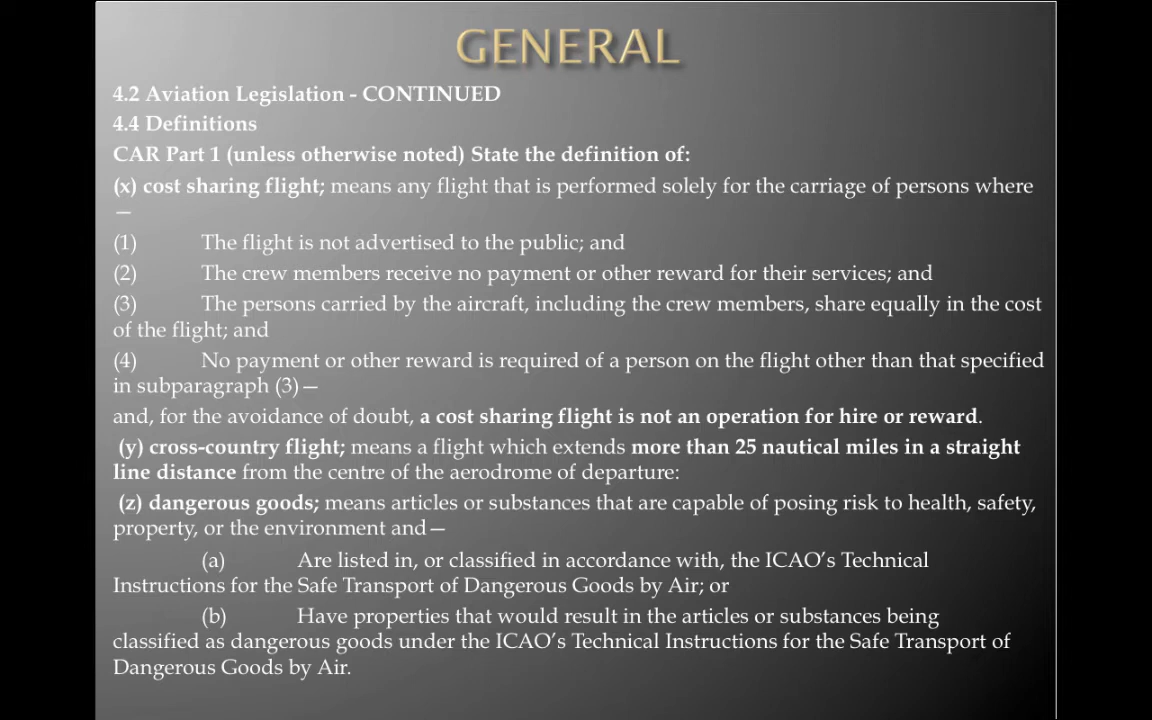 GENERAL
4.2 Aviation Legislation - CONTINUED
4.4 Definitions
CAR Part 1 (unless otherwise noted) State the definition of:
(x) cost sharing flight; means any flight that is performed solely for the carriage of persons where
—
(1) The flight is not advertised to the public; and
(2) The crew members receive no payment or other reward for their services; and
(3) The persons carried by the aircraft, including the crew members, share equally in the cost
of the flight; and
(4) No payment or other reward is required of a person on the flight other than that specified
in subparagraph (3)—
and, for the avoidance of doubt, a cost sharing flight is not an operation for hire or reward.
(y) cross-country flight; means a flight which extends more than 25 nautical miles in a straight
line distance from the centre of the aerodrome of departure:
(z) dangerous goods; means articles or substances that are capable of posing risk to health, safety,
property, or the environment and—
(a) Are listed in, or classified in accordance with, the ICAO’s Technical
Instructions for the Safe Transport of Dangerous Goods by Air; or
(b) Have properties that would result in the articles or substances being
classified as dangerous goods under the ICAO’s Technical Instructions for the Safe Transport of
Dangerous Goods by Air.